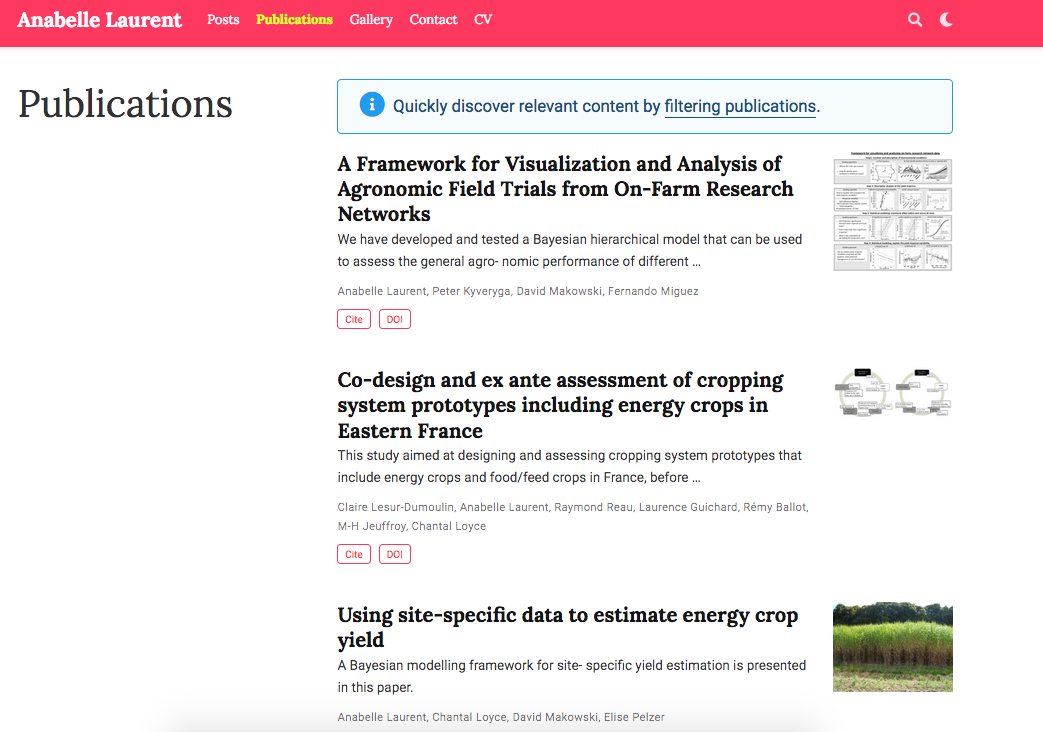 Anabelle Laurent Posts Publications Gallery Contact CV
Publications
Quickly discover relevant content by filtering publications.
A Framework for Visualization and Analysis of
Agronomic Field Trials from On-Farm Research
Networks
We have developed and tested a Bayesian hierarchical model that can be used
to assess the general agro- nomic performance of different ...
Anabelle Laurent, Peter Kyveryga, David Makowski, Fernando Miguez
Cite DOI
Co-design and ex ante assessment of cropping
system prototypes including energy crops in
Eastern France
This study aimed at designing and assessing cropping system prototypes that
include energy crops and food/feed crops in France, before ...
Claire Lesur-Dumoulin, Anabelle Laurent, Raymond Reau, Laurence Guichard, Rémy Ballot,
M-H Jeuffroy, Chantal Loyce
Cite DOI
Using site-specific data to estimate energy crop
yield
A Bayesian modelling framework for site- specific yield estimation is presented
in this paper.
Anabelle Laurent, Chantal Loyce, David Makowski, Elise Pelzer